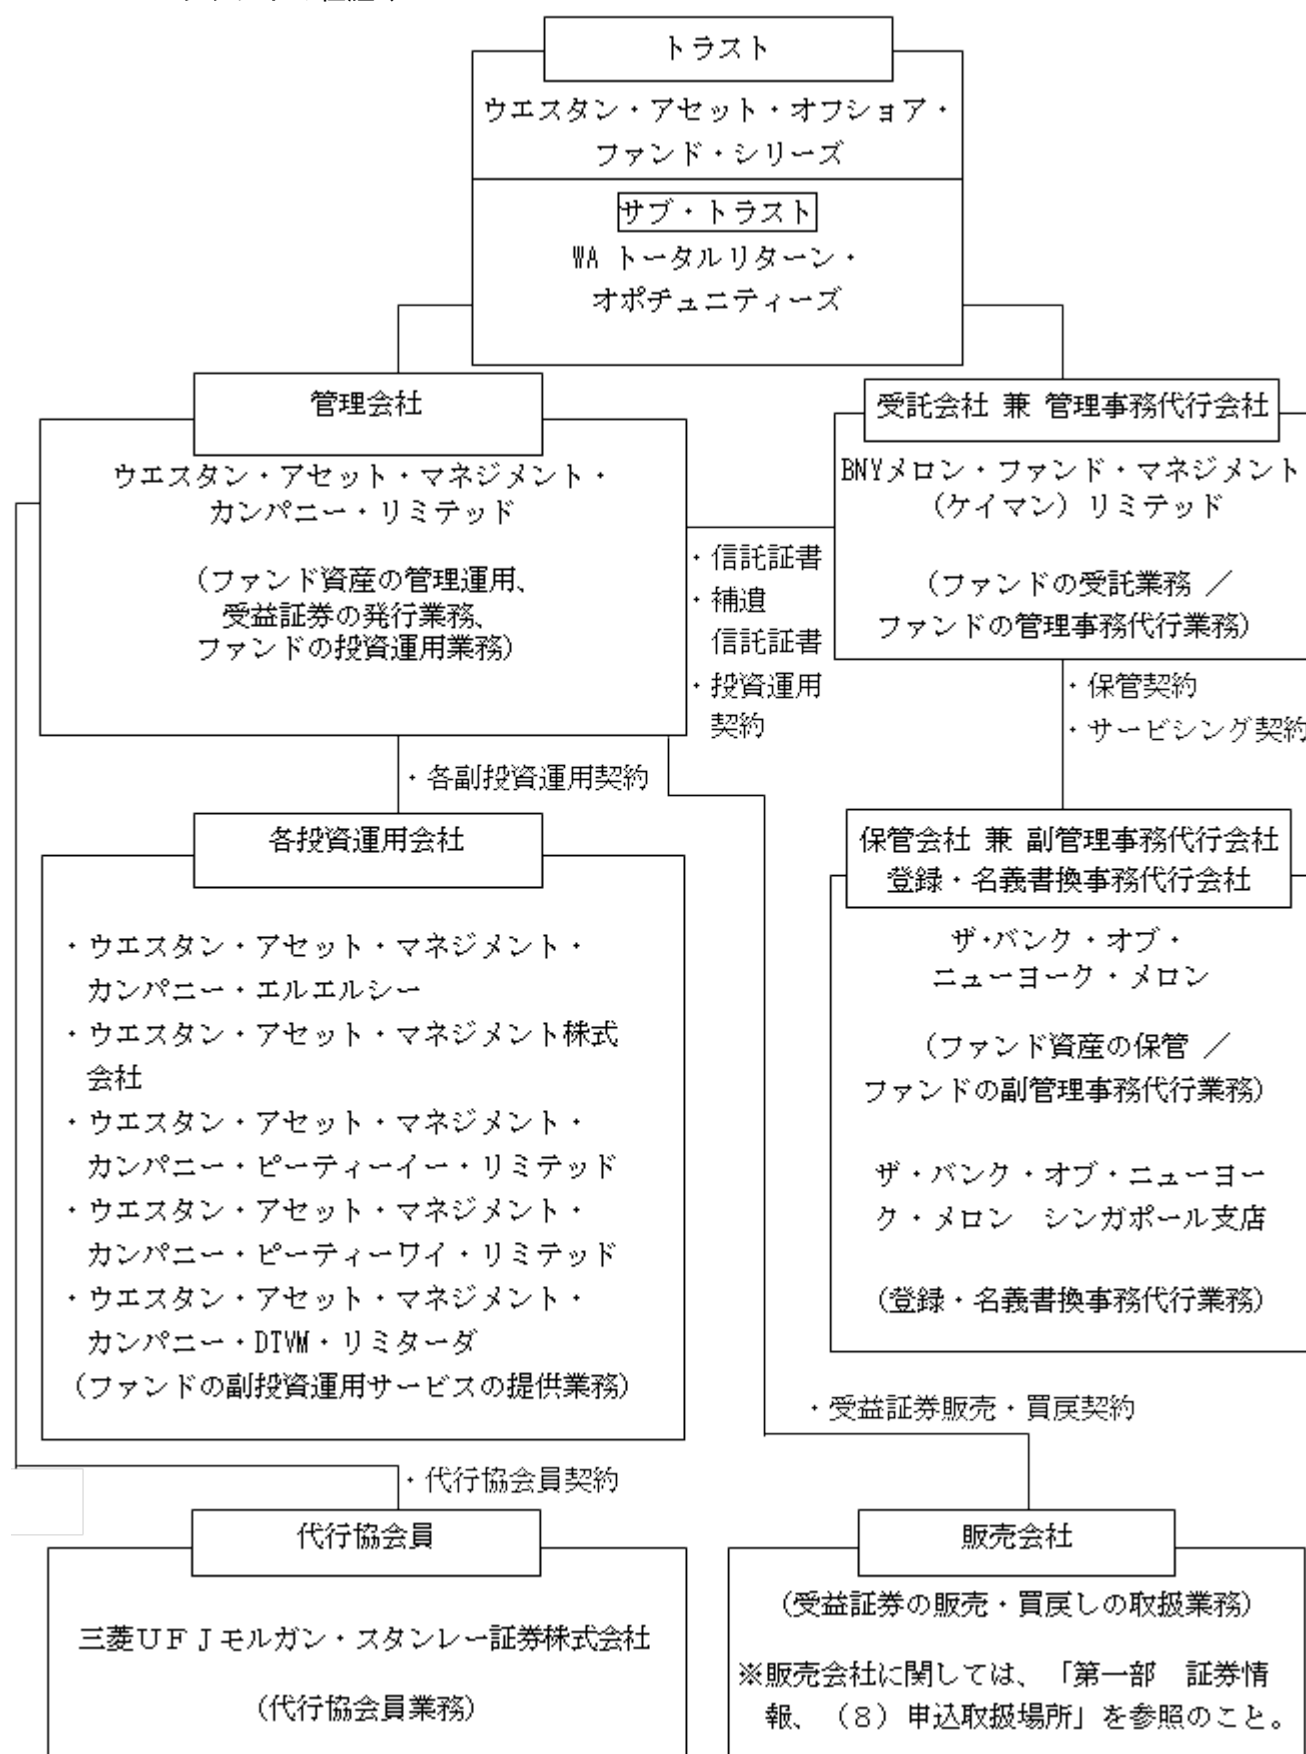 トラスト
ウエスタン・アセット・オフショア・
ファンド・シリーズ
サブ・トラスト
WA トータルリターン・
オポチュニティーズ
管理会社
ウエスタン・アセット・マネジメント・
カンパニー・リミテッド
(ファンド資産の管理運用、
受益証券の発行業務、
ファンドの投資運用業務)
・信託証書
・補遺
信託証書
・投資運用
契約
受託会社 兼 管理事務代行会社
BNYメロン・ファンド・マネジメント
(ケイマン) リミテッド
(ファンドの受託業務 ／
ファンドの管理事務代行業務)
・保管契約
・サービシング契約
・各副投資運用契約
各投資運用会社
・ウエスタン・アセット・マネジメント・
カンパニー・エルエルシー
・ウエスタン・アセット・マネジメント株式
会社
・ウエスタン・アセット・マネジメント・
カンパニー・ピーティーイー・リミテッド
・ウエスタン・アセット・マネジメント・
カンパニー・ピーティーワイ・リミテッド
・ウエスタン・アセット・マネジメント・
カンパニー・DTVM・リミターダ
(ファンドの副投資運用サービスの提供業務)
保管会社 兼 副管理事務代行会社
登録・名義書換事務代行会社
ザ・バンク・オブ・
ニューヨーク・メロン
(ファンド資産の保管 ／
ファンドの副管理事務代行業務)
ザ・バンク・オブ・ニューヨー
ク・メロン　シンガポール支店
(登録・名義書換事務代行業務)
・受益証券販売・買戻契約
・代行協会員契約
代行協会員
三菱ＵＦＪモルガン・スタンレー証券株式会社
(代行協会員業務)
販売会社
(受益証券の販売・買戻しの取扱業務)
※販売会社に関しては、「第一部　証券情
報、（８）申込取扱場所」を参照のこと。